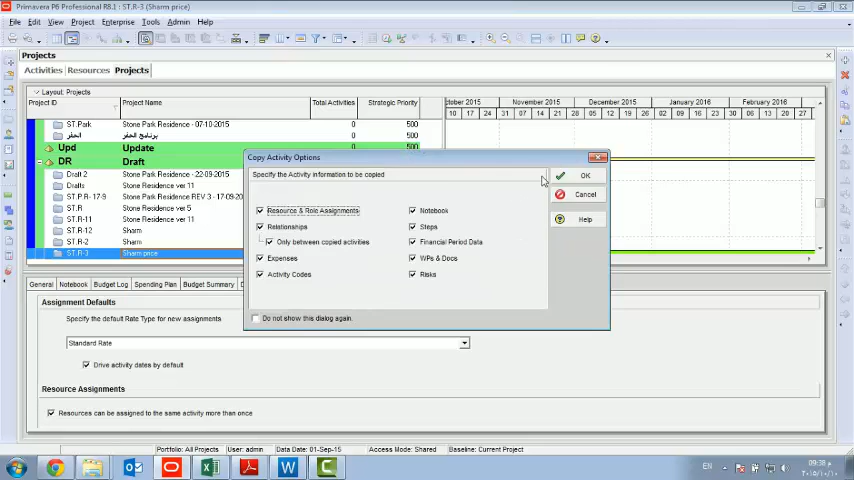 Primavera P6 Professional R8.1 : ST.R-3 (Sharm price)
File Edit View Project Enterprise Tools Admin Help
Projects
Activities Resources Projects
Layout: Projects
Project ID Project Name Total Activities Strategic Priority
October 2015 November 2015 December 2015 January 2016 February 2016
10 17 24 31 07 14 21 28 05 12 19 26 02 09 16 23 30 06 13 20 27
ST.Park Stone Park Residence - 07-10-2015 0 500
الحفر برنامج الحفر 0 500
Upd Update 0 500
DR Draft
Draft 2 Stone Park Residence - 22-09-2015
Drafts Stone Park Residence ver 11
ST.P.R- 17-9 Stone Park Residence REV 3 - 17-09-20
ST.R Stone Park Residence ver 5
ST.R-11 Stone Park Residence ver 11
ST.R-12 Sharm
ST.R-2 Sharm
ST.R-3 Sharm price
Copy Activity Options
Specify the Activity information to be copied
OK
Cancel
Help
Resource & Role Assignments Notebook
Relationships Steps
Only between copied activities Financial Period Data
Expenses WPs & Docs
Activity Codes Risks
Do not show this dialog again.
General Notebook Budget Log Spending Plan Budget Summary
Assignment Defaults
Specify the default Rate Type for new assignments
Standard Rate
Drive activity dates by default
Resource Assignments
Resources can be assigned to the same activity more than once
Portfolio: All Projects User: admin Data Date: 01-Sep-15 Access Mode: Shared Baseline: Current Project
EN
09:38 م
٢٠١٥/١٠/١٠